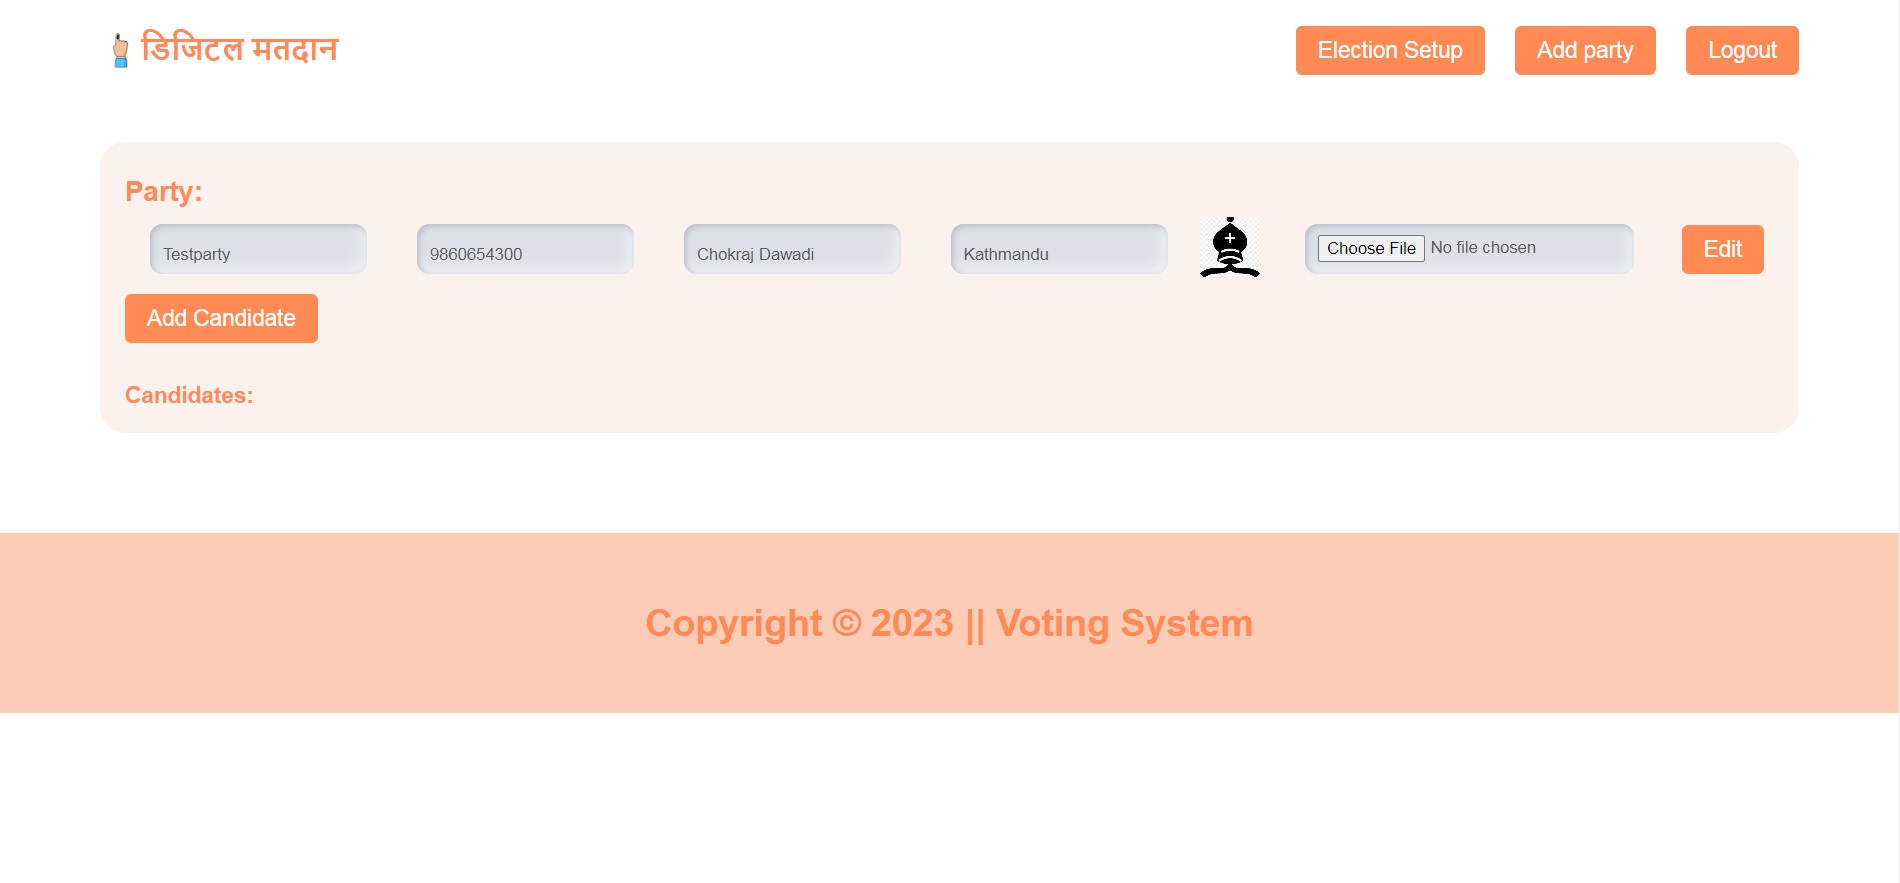 डिजिटल मतदान
Election Setup Add party Logout
Party:
Testparty 9860654300 Chokraj Dawadi Kathmandu Choose File No file chosen Edit
Add Candidate
Candidates:
Copyright © 2023 || Voting System